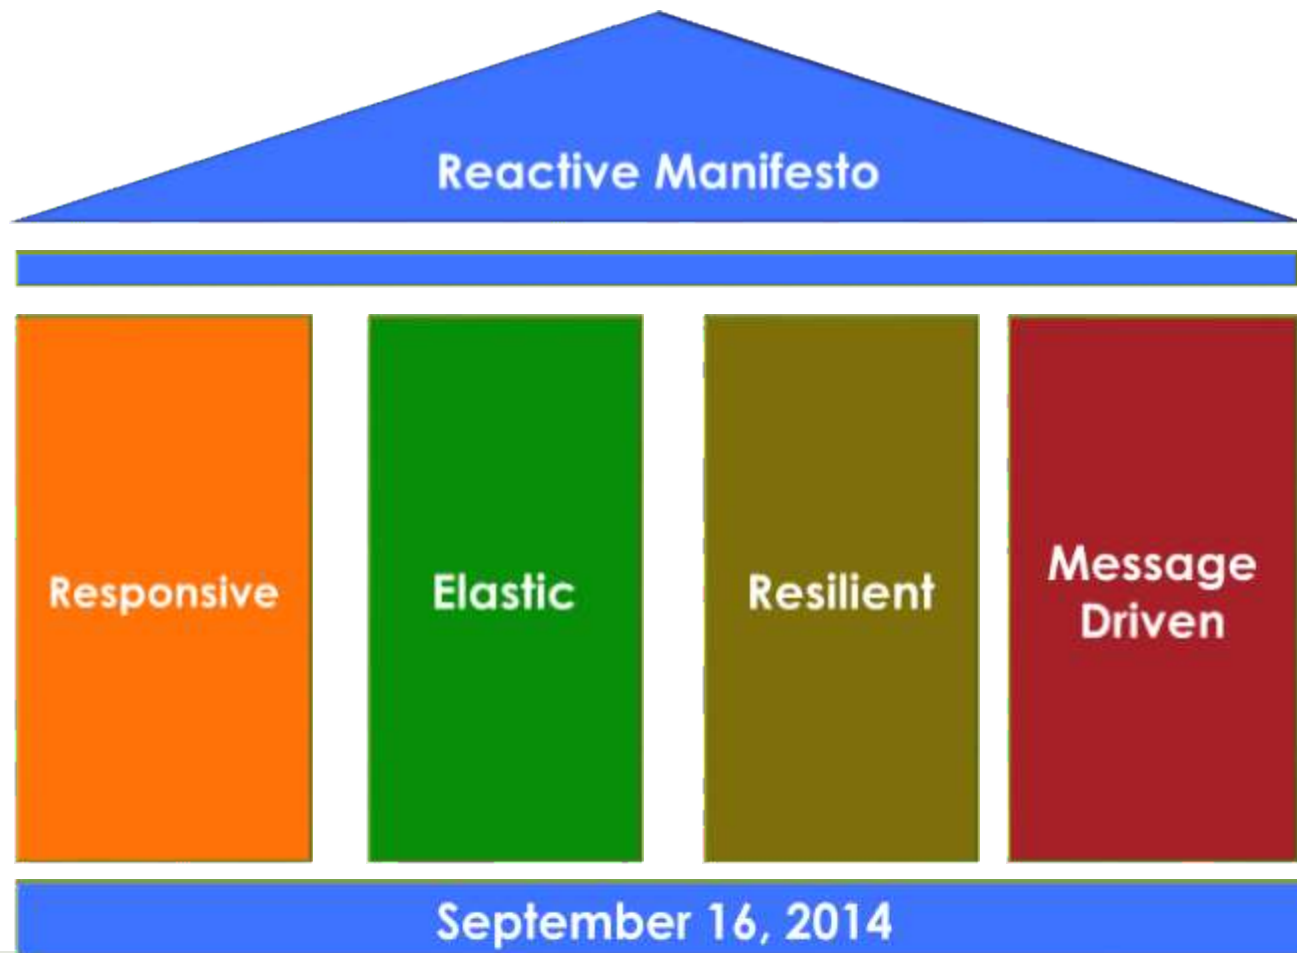 Reactive Manifesto
Responsive
Elastic
Resilient
Message
Driven
September 16, 2014